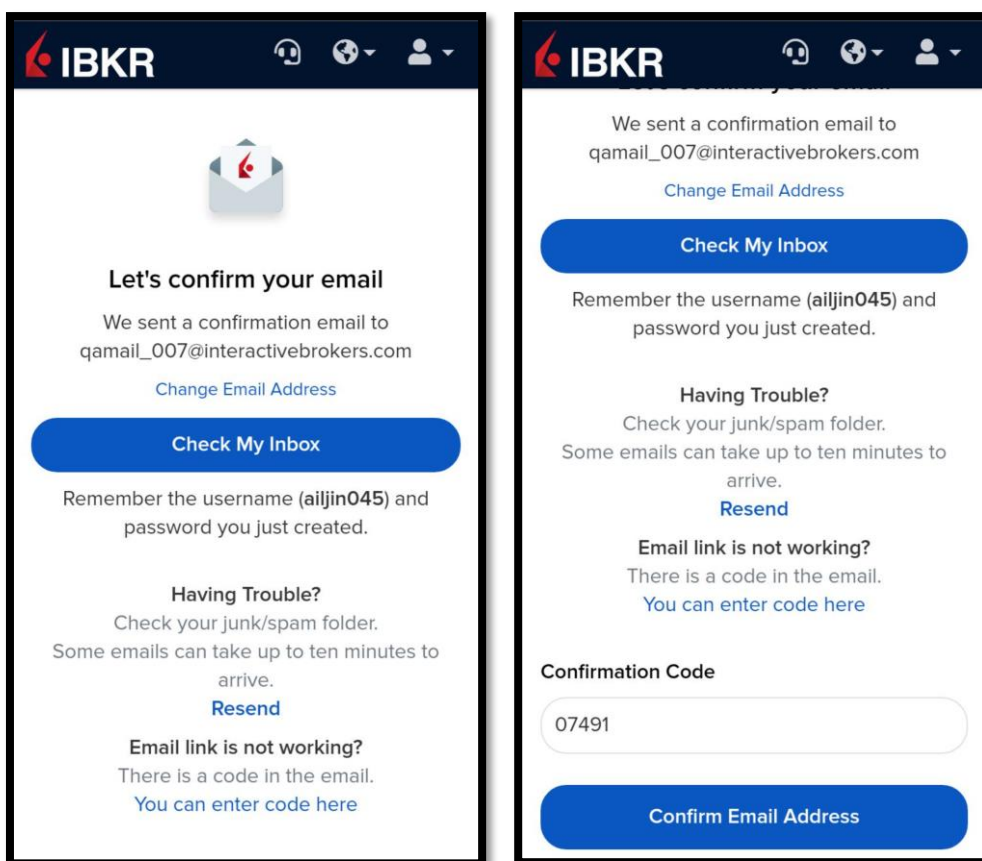 IBKR
Let's confirm your email
We sent a confirmation email to
qamail_007@interactivebrokers.com
Change Email Address
Check My Inbox
Remember the username (ailjin045) and
password you just created.
Having Trouble?
Check your junk/spam folder.
Some emails can take up to ten minutes to
arrive.
Resend
Email link is not working?
There is a code in the email.
You can enter code here
IBKR
Let's confirm your email
We sent a confirmation email to
qamail_007@interactivebrokers.com
Change Email Address
Check My Inbox
Remember the username (ailjin045) and
password you just created.
Having Trouble?
Check your junk/spam folder.
Some emails can take up to ten minutes to
arrive.
Resend
Email link is not working?
There is a code in the email.
You can enter code here
Confirmation Code
07491
Confirm Email Address